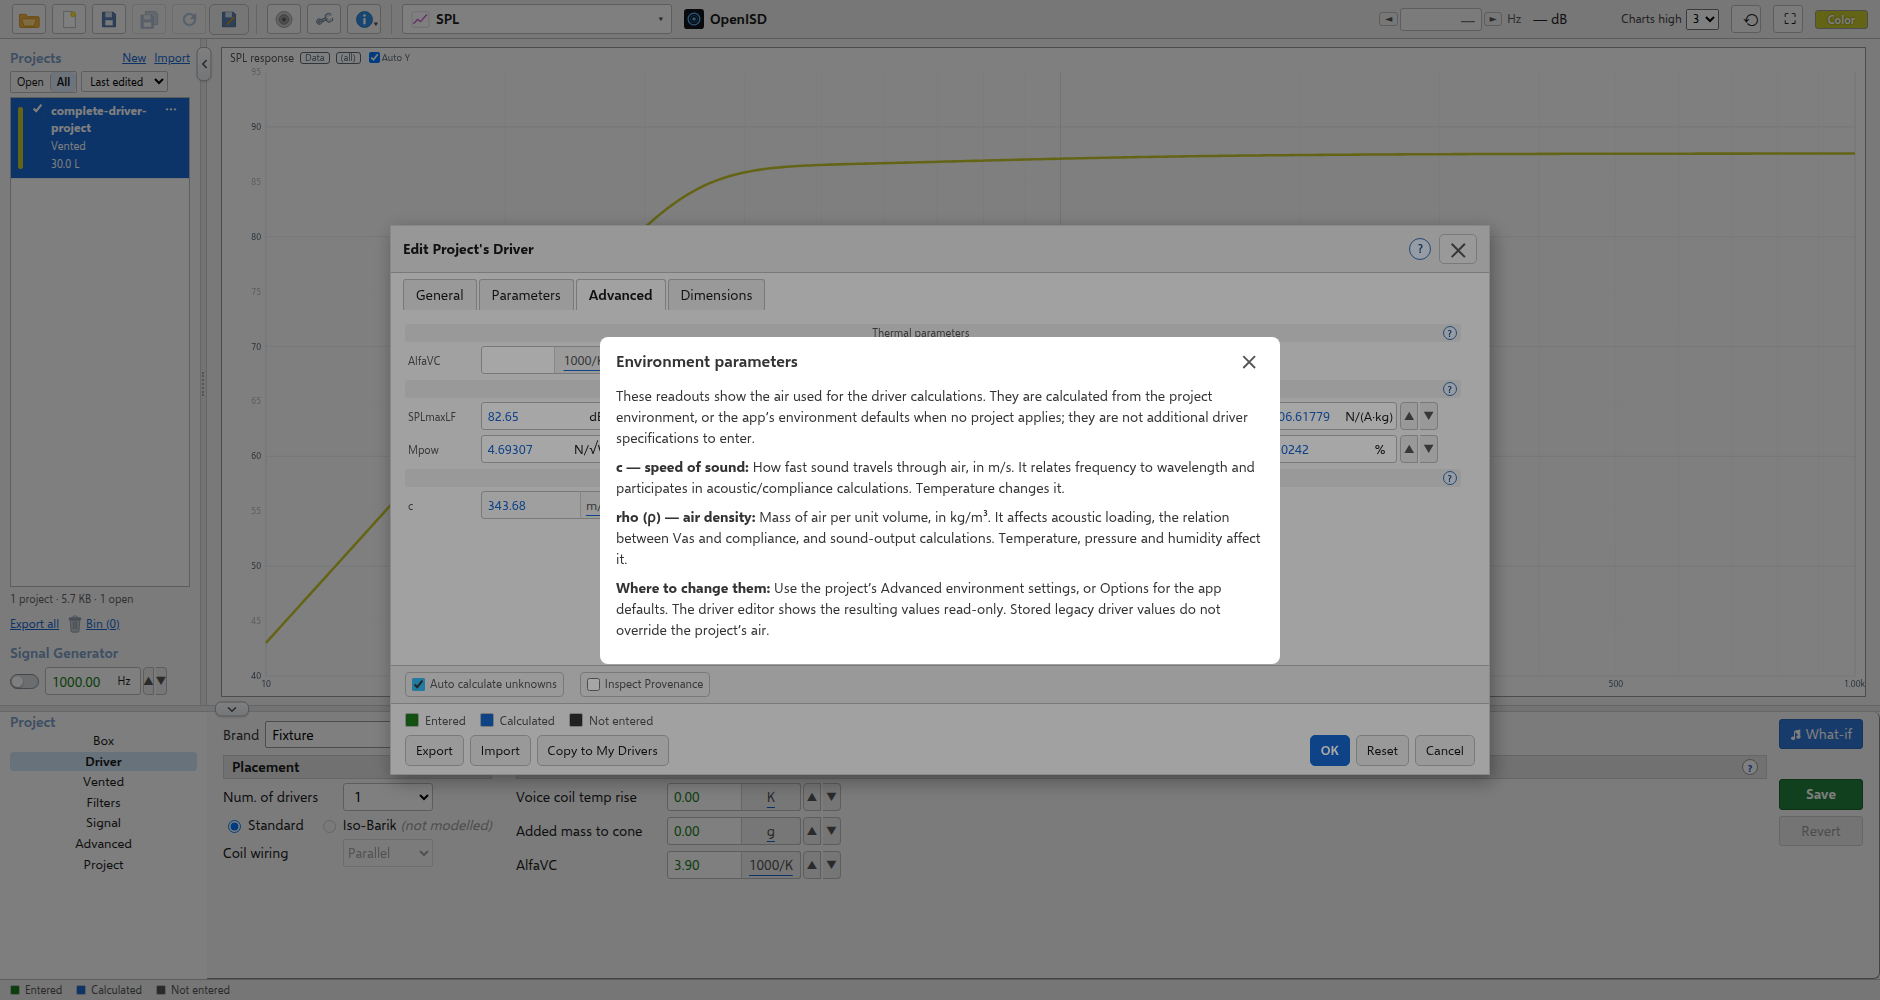 SPL
OpenISD
—
Hz
— dB
Charts high
3
Color
Projects
New
Import
Open
All
Last edited
complete-driver-
project
Vented
30.0 L
1 project · 5.7 KB · 1 open
Export all
Bin (0)
Signal Generator
1000.00
Hz
SPL response
Data
(all)
Auto Y
95
90
85
80
75
70
65
60
55
50
45
40
10
500
1.00k
Edit Project's Driver
?
General
Parameters
Advanced
Dimensions
Thermal parameters
?
AlfaVC
1000/K
?
SPLmaxLF
82.65
06.61779
N/(A·kg)
Mpow
4.69307
0242
%
?
c
343.68
Environment parameters
These readouts show the air used for the driver calculations. They are calculated from the project
environment, or the app’s environment defaults when no project applies; they are not additional driver
specifications to enter.
c — speed of sound: How fast sound travels through air, in m/s. It relates frequency to wavelength and
participates in acoustic/compliance calculations. Temperature changes it.
rho (ρ) — air density: Mass of air per unit volume, in kg/m³. It affects acoustic loading, the relation
between Vas and compliance, and sound-output calculations. Temperature, pressure and humidity affect
it.
Where to change them: Use the project’s Advanced environment settings, or Options for the app
defaults. The driver editor shows the resulting values read-only. Stored legacy driver values do not
override the project’s air.
Auto calculate unknowns
Inspect Provenance
Entered
Calculated
Not entered
Export
Import
Copy to My Drivers
OK
Reset
Cancel
Project
Box
Driver
Vented
Filters
Signal
Advanced
Project
Brand
Fixture
Placement
?
Num. of drivers
1
Standard
Iso-Barik (not modelled)
Coil wiring
Parallel
Voice coil temp rise
0.00
K
Added mass to cone
0.00
g
AlfaVC
3.90
1000/K
What-if
Save
Revert
Entered
Calculated
Not entered